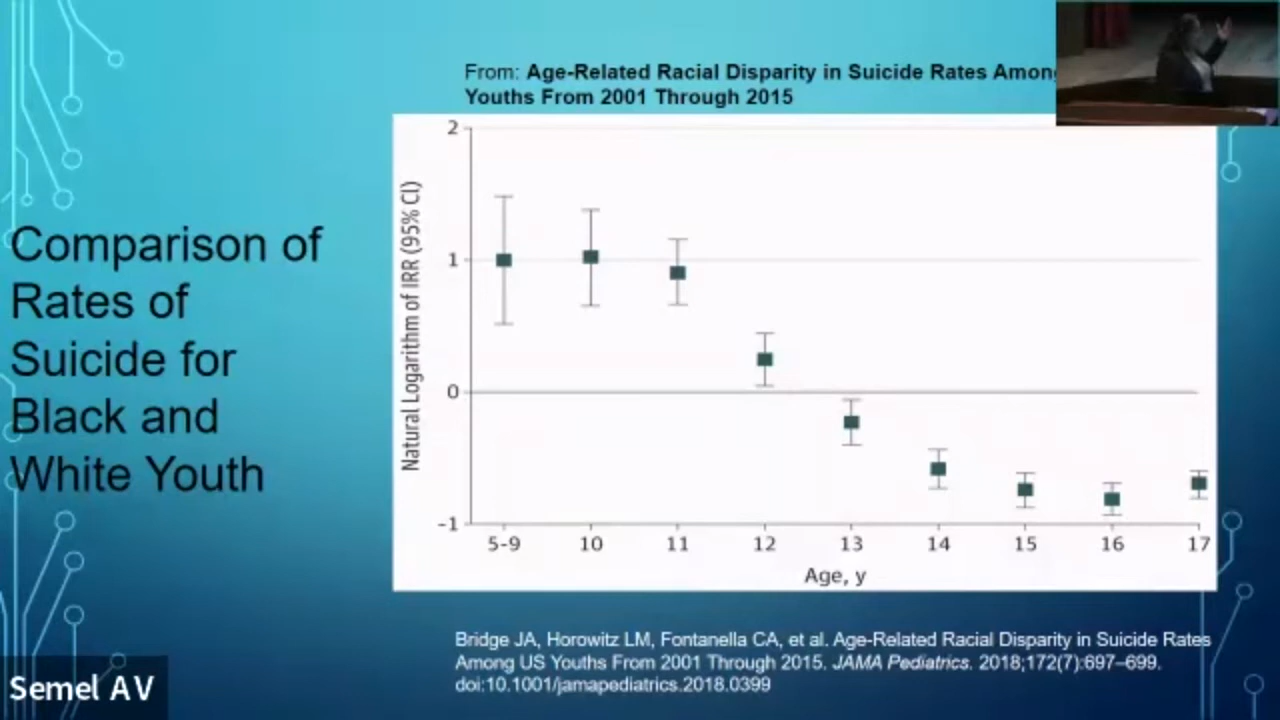 From: Age-Related Racial Disparity in Suicide Rates Among
Youths From 2001 Through 2015
Comparison of
Rates of
Suicide for
Black and
White Youth
Natural Logarithm of IRR (95% CI)
2
1
0
-1
5-9 10 11 12 13 14 15 16 17
Age, y
Bridge JA, Horowitz LM, Fontanella CA, et al. Age-Related Racial Disparity in Suicide Rates
Among US Youths From 2001 Through 2015. JAMA Pediatrics. 2018;172(7):697–699.
doi:10.1001/jamapediatrics.2018.0399
Semel AV